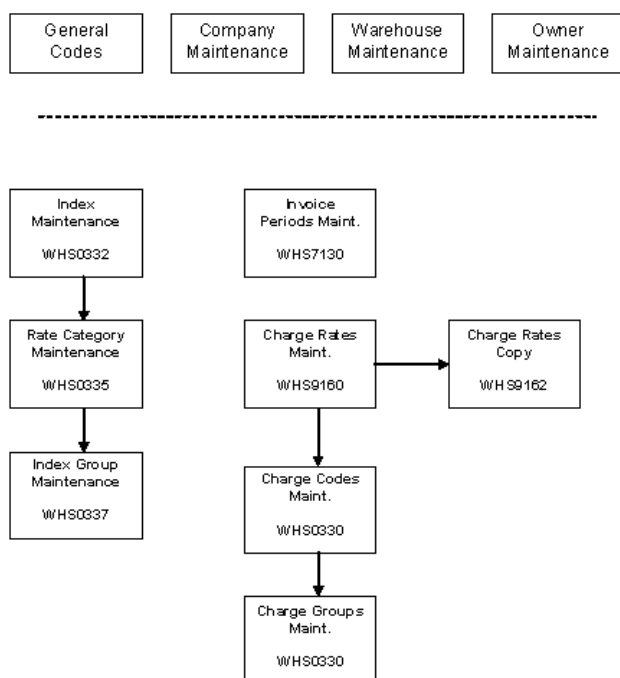 General
Codes
Company
Maintenance
Warehouse
Maintenance
Owner
Maintenance
Index
Maintenance
WHS0332
Invoice
Periods Maint.
WHS7130
Rate Category
Maintenance
WHS0335
Charge Rates
Maint.
WHS9160
Charge Rates
Copy
WHS9162
Index Group
Maintenance
WHS0337
Charge Codes
Maint.
WHS0330
Charge Groups
Maint.
WHS0330